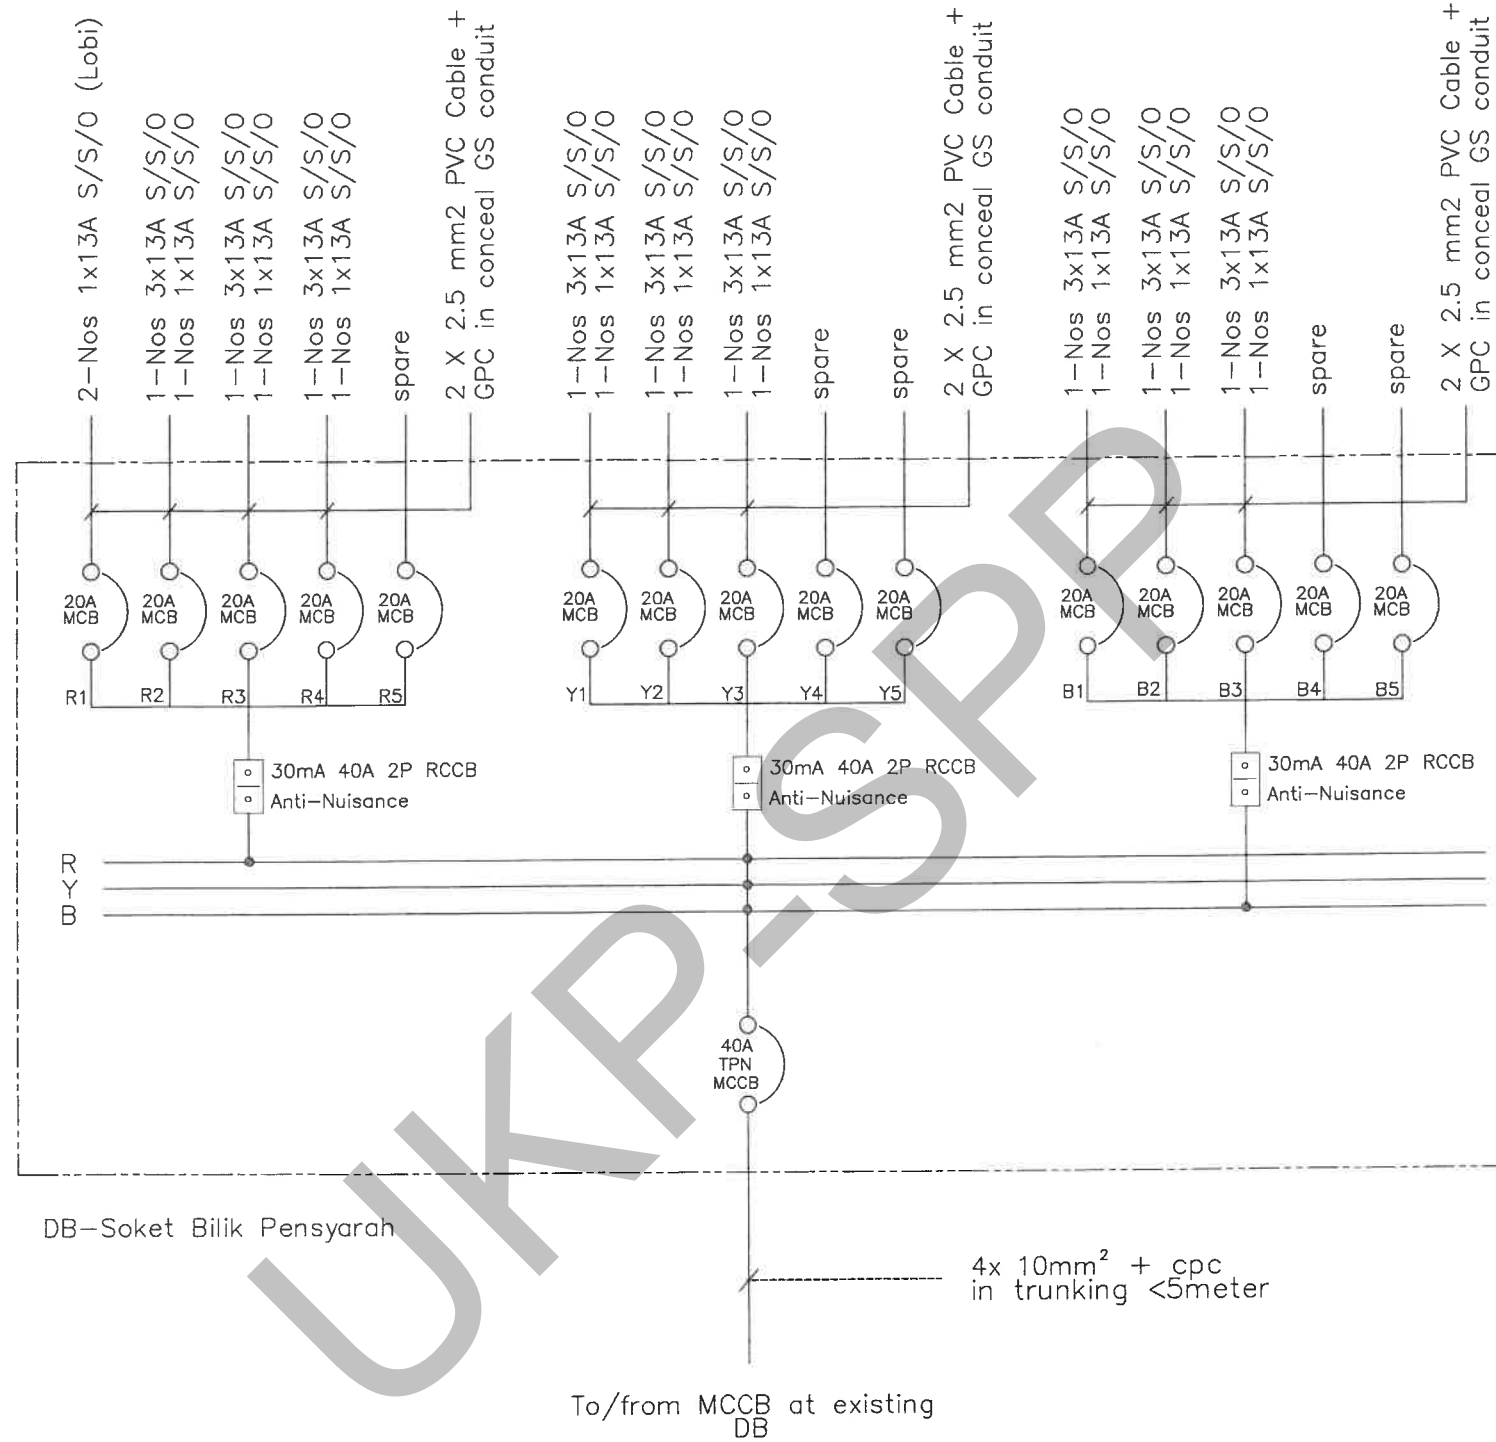 2-Nos 1x13A S/S/O (Lobi)
1-Nos 3x13A S/S/O
1-Nos 1x13A S/S/O
1-Nos 3x13A S/S/O
1-Nos 1x13A S/S/O
1-Nos 3x13A S/S/O
1-Nos 1x13A S/S/O
spare
2 X 2.5 mm2 PVC Cable +
GPC in conceal GS conduit
1-Nos 3x13A S/S/O
1-Nos 1x13A S/S/O
1-Nos 3x13A S/S/O
1-Nos 1x13A S/S/O
1-Nos 3x13A S/S/O
1-Nos 1x13A S/S/O
spare
spare
2 X 2.5 mm2 PVC Cable +
GPC in conceal GS conduit
1-Nos 3x13A S/S/O
1-Nos 1x13A S/S/O
1-Nos 3x13A S/S/O
1-Nos 1x13A S/S/O
1-Nos 3x13A S/S/O
1-Nos 1x13A S/S/O
spare
spare
2 X 2.5 mm2 PVC Cable +
GPC in conceal GS conduit
20A
MCB
20A
MCB
20A
MCB
20A
MCB
20A
MCB
20A
MCB
20A
MCB
20A
MCB
20A
MCB
20A
MCB
20A
MCB
20A
MCB
20A
MCB
20A
MCB
20A
MCB
R1
R2
R3
R4
R5
Y1
Y2
Y3
Y4
Y5
B1
B2
B3
B4
B5
30mA 40A 2P RCCB
Anti-Nuisance
30mA 40A 2P RCCB
Anti-Nuisance
30mA 40A 2P RCCB
Anti-Nuisance
R
Y
B
40A
TPN
MCCB
DB-Soket Bilik Pensyarah
4x 10mm² + cpc
in trunking <5meter
To/from MCCB at existing
DB
UKP-SPP